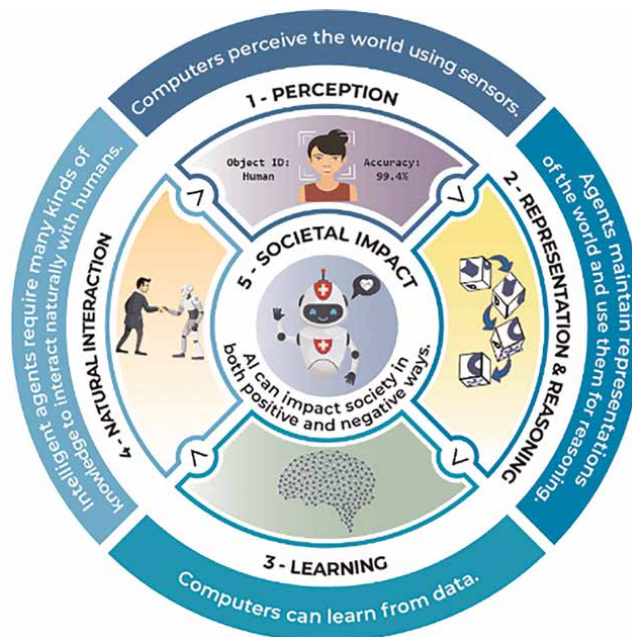 Computers perceive the world using sensors.
1 - PERCEPTION
Object ID:
Human
Accuracy:
99.4%
Agents maintain representations
of the world and use them for reasoning.
2 - REPRESENTATION & REASONING
3 - LEARNING
Computers can learn from data.
Intelligent agents require many kinds of
knowledge to interact naturally with humans.
4 - NATURAL INTERACTION
5 - SOCIETAL IMPACT
AI can impact society in
both positive and negative ways.